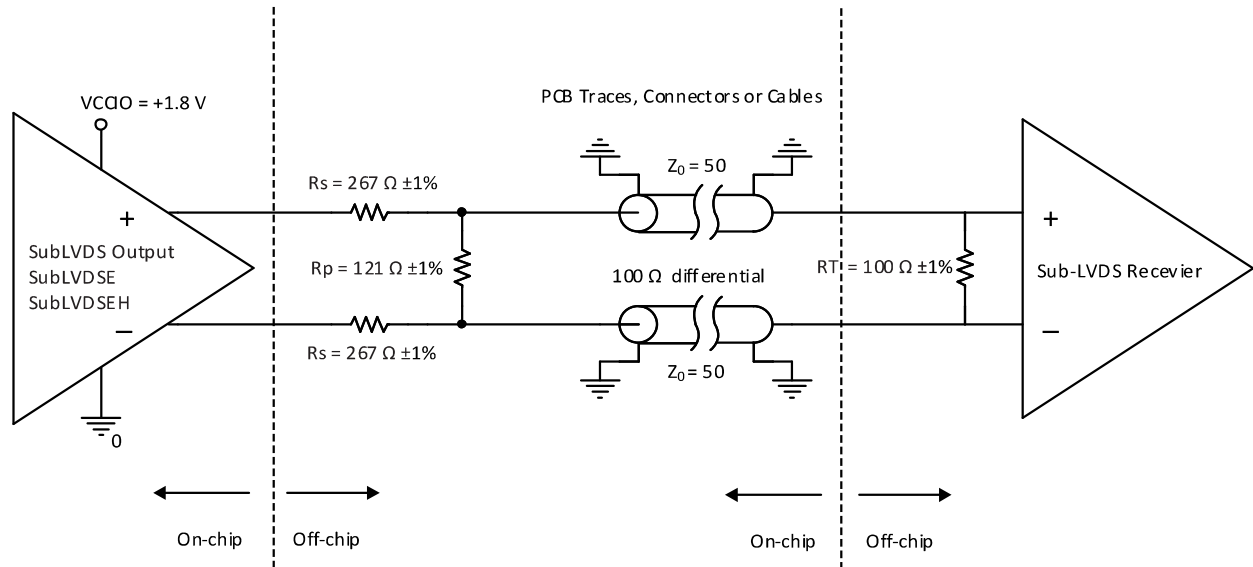 VCCIO = +1.8 V
PCB Traces, Connectors or Cables
Rs = 267 Ω ±1%
Z0 = 50
+
SubLVDS Output
SubLVDSE
SubLVDSEH
−
Rp = 121 Ω ±1%
100 Ω differential
RT = 100 Ω ±1%
+
Sub-LVDS Recevier
−
Rs = 267 Ω ±1%
Z0 = 50
0
On-chip
Off-chip
On-chip
Off-chip